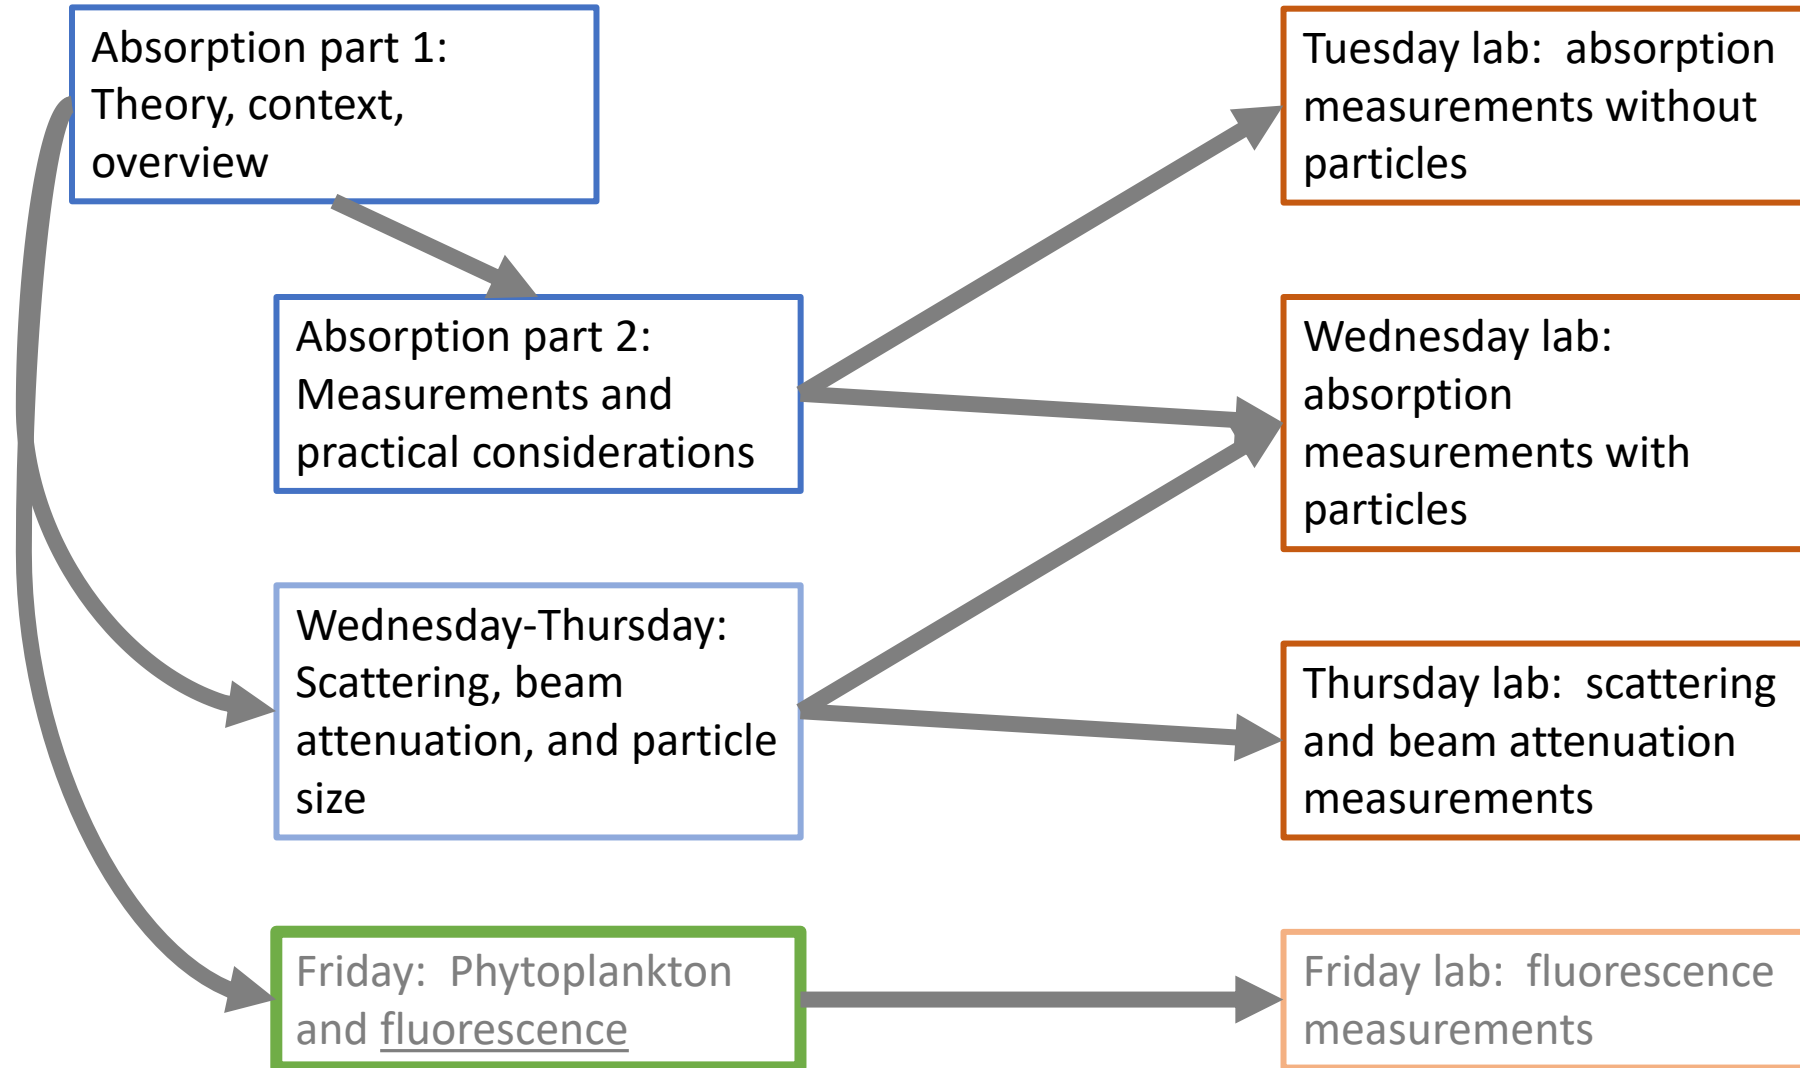 Absorption part 1:
Theory, context,
overview
Absorption part 2:
Measurements and
practical considerations
Wednesday-Thursday:
Scattering, beam
attenuation, and particle
size
Friday:  Phytoplankton
and fluorescence
Tuesday lab:  absorption
measurements without
particles
Wednesday lab:
absorption
measurements with
particles
Thursday lab:  scattering
and beam attenuation
measurements
Friday lab:  fluorescence
measurements